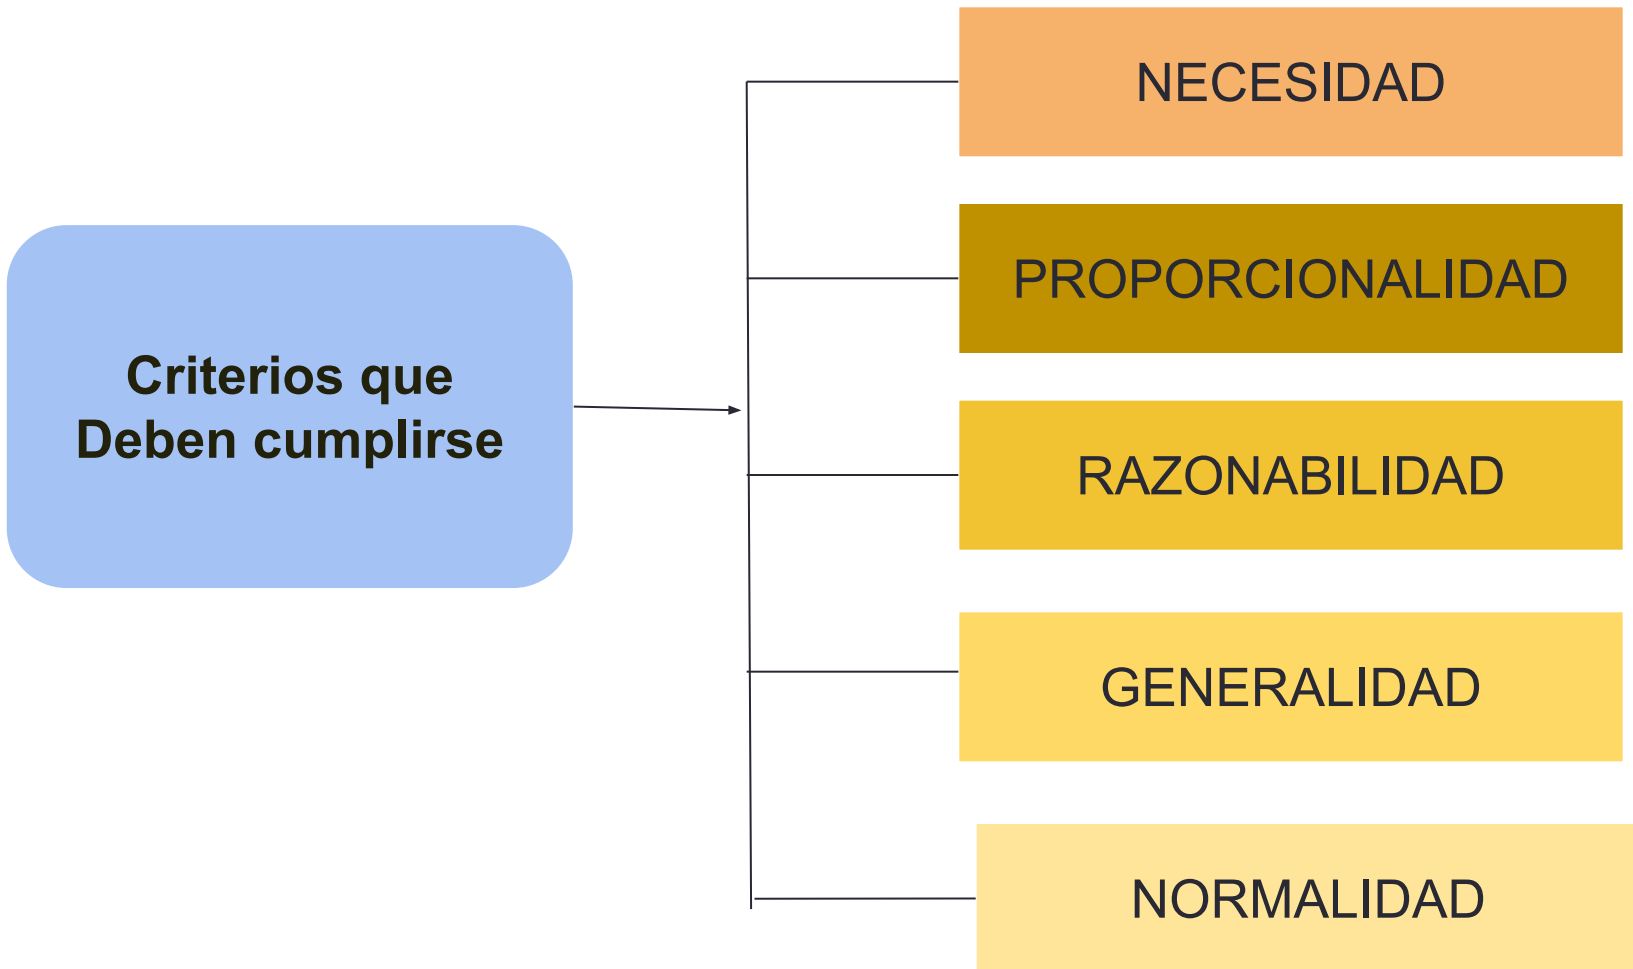 Criterios que
Deben cumplirse
NECESIDAD
PROPORCIONALIDAD
RAZONABILIDAD
GENERALIDAD
NORMALIDAD